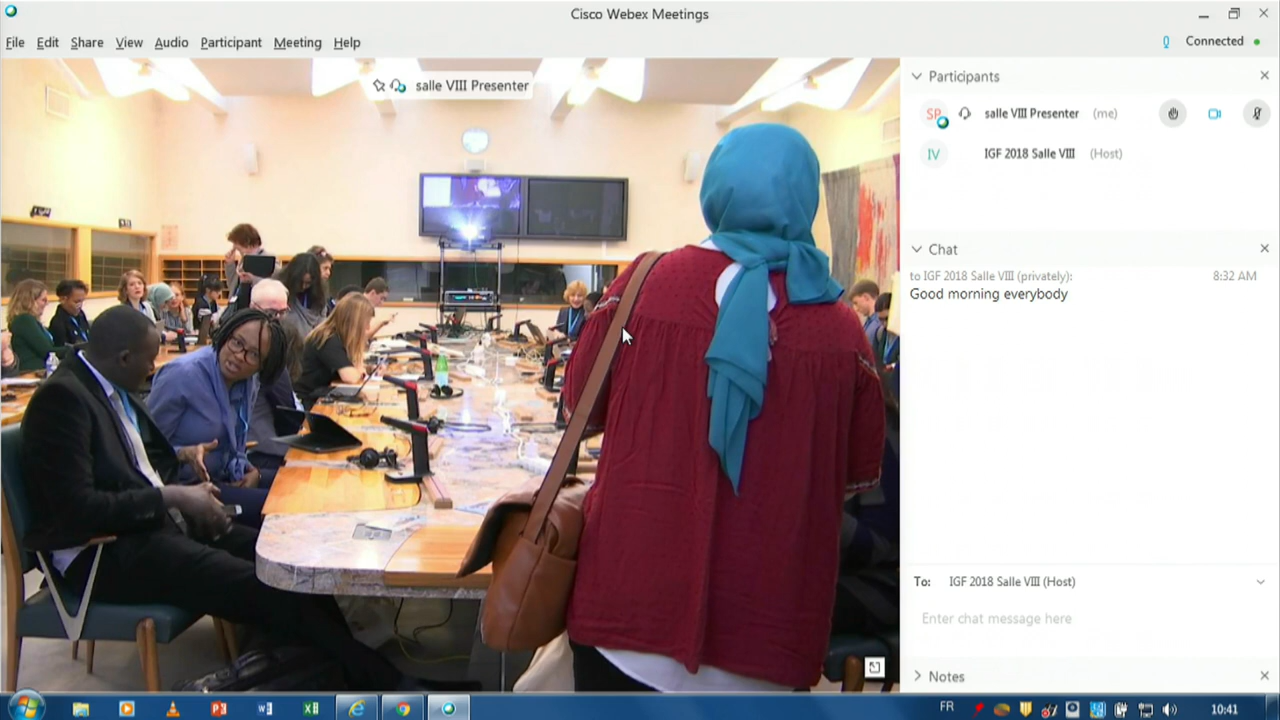 Cisco Webex Meetings
File Edit Share View Audio Participant Meeting Help
Connected
salle VIII Presenter
Participants
SP salle VIII Presenter (me)
IV IGF 2018 Salle VIII (Host)
Chat
to IGF 2018 Salle VIII (privately): 8:32 AM
Good morning everybody
To: IGF 2018 Salle VIII (Host)
Enter chat message here
Notes
FR 10:41